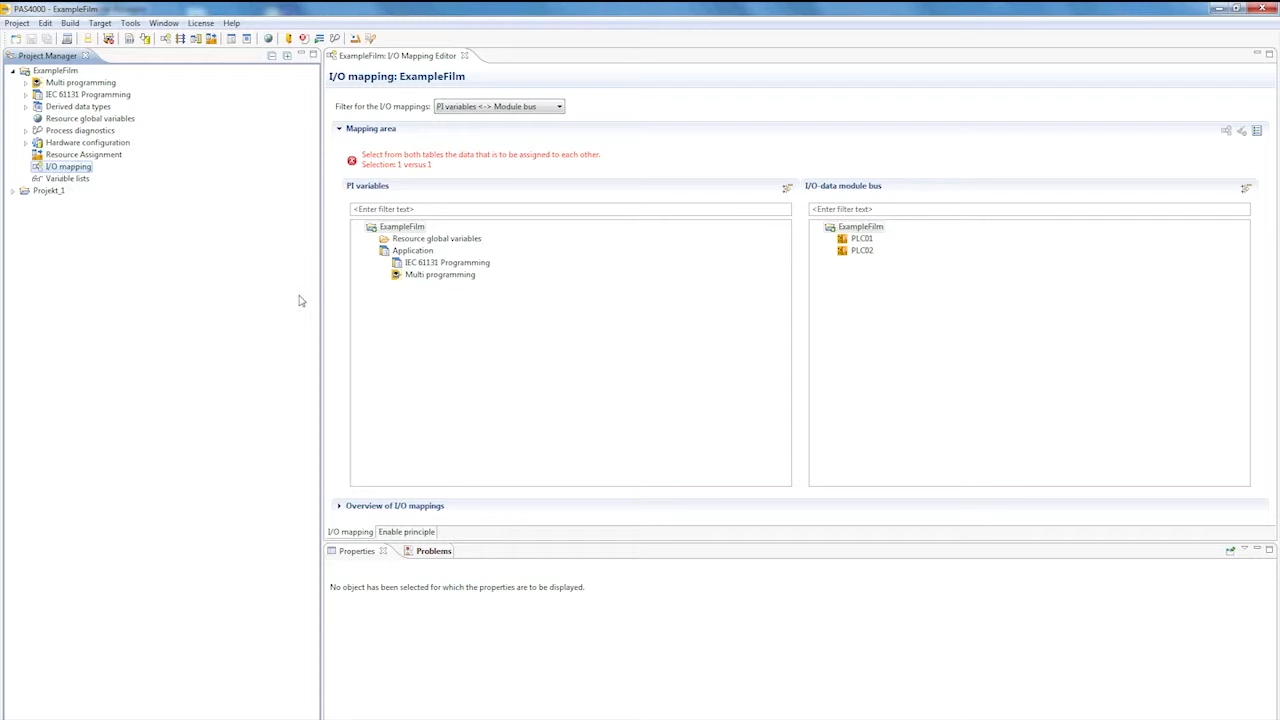 PAS4000 - ExampleFilm
Project Edit Build Target Tools Window License Help
Project Manager
ExampleFilm
Multi programming
IEC 61131 Programming
Derived data types
Resource global variables
Process diagnostics
Hardware configuration
Resource Assignment
I/O mapping
Variable lists
Projekt_1
ExampleFilm: I/O Mapping Editor
I/O mapping: ExampleFilm
Filter for the I/O mappings: PI variables <-> Module bus
Mapping area
Select from both tables the data that is to be assigned to each other.
Selection: 1 versus 1
PI variables
<Enter filter text>
ExampleFilm
Resource global variables
Application
IEC 61131 Programming
Multi programming
I/O-data module bus
<Enter filter text>
ExampleFilm
PLC01
PLC02
Overview of I/O mappings
I/O mapping Enable principle
Properties Problems
No object has been selected for which the properties are to be displayed.